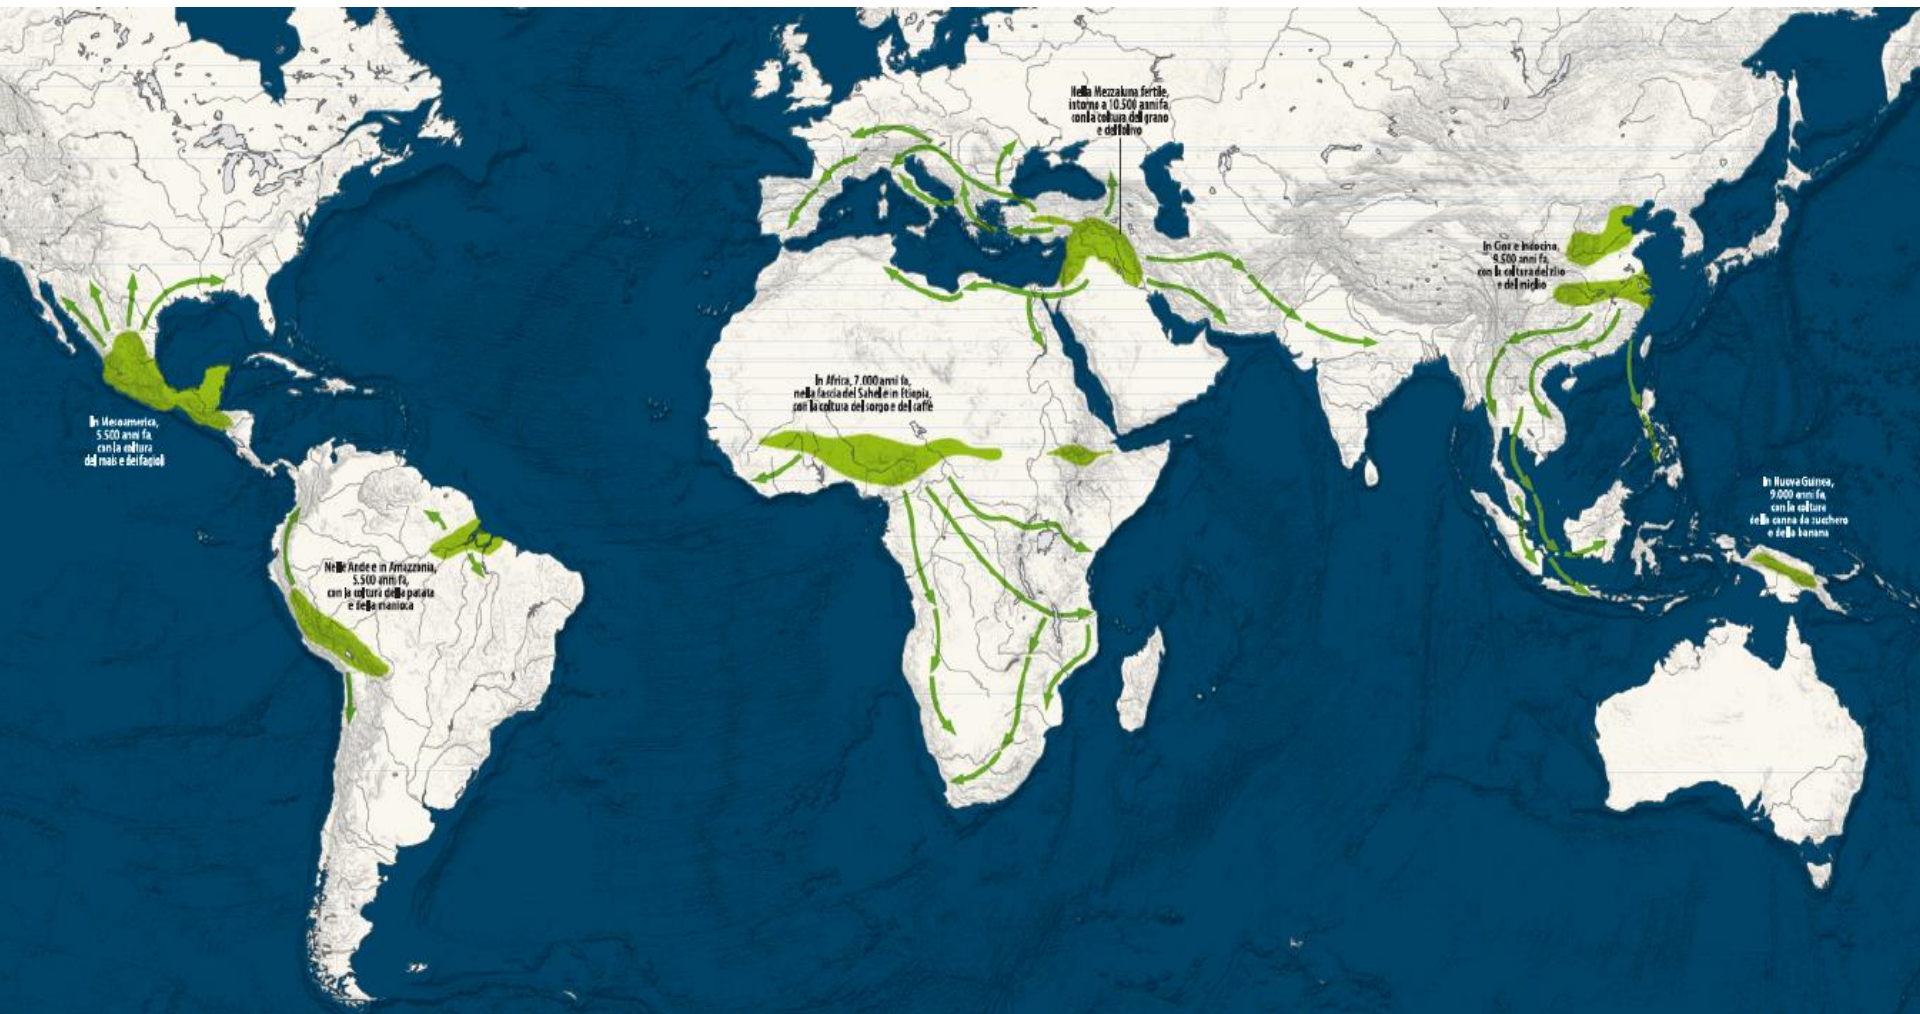 Nella Mezzaluna fertile,
intorno a 10.500 anni fa,
con la coltura del grano
e dell'olivo
In Cina e Indocina,
9.500 anni fa,
con la coltura del riso
e del miglio
In Africa, 7.000 anni fa,
nella fascia del Sahel e in Etiopia,
con la coltura del sorgo e del caffè
In Mesoamerica,
5.500 anni fa,
con la coltura
del mais e dei fagioli
In Nuova Guinea,
9.000 anni fa,
con la coltura
della canna da zucchero
e della banana
Nelle Ande e in Amazzonia,
5.500 anni fa,
con la coltura della patata
e della manioca